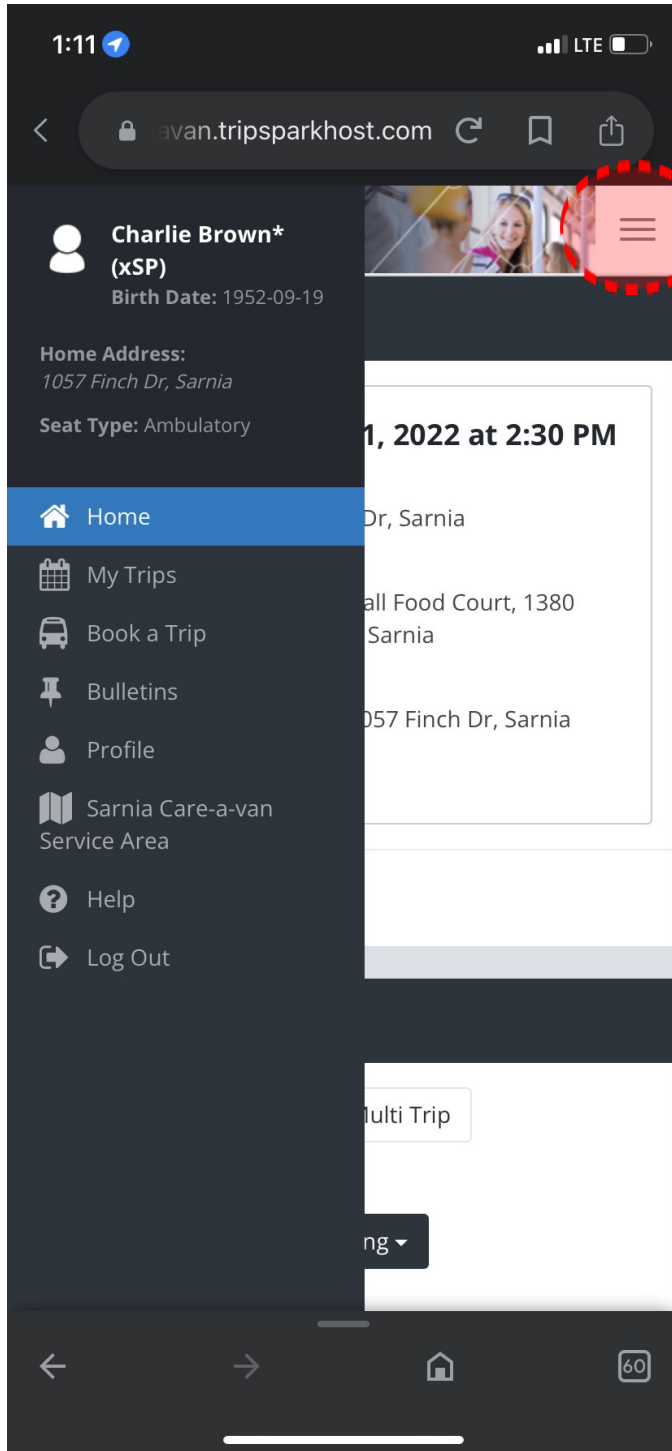 1:11
LTE
avan.tripsparkhost.com
Charlie Brown*
(xSP)
Birth Date: 1952-09-19
Home Address:
1057 Finch Dr, Sarnia
Seat Type: Ambulatory
Home
My Trips
Book a Trip
Bulletins
Profile
Sarnia Care-a-van
Service Area
Help
Log Out
1, 2022 at 2:30 PM
Dr, Sarnia
all Food Court, 1380
Sarnia
057 Finch Dr, Sarnia
Multi Trip
ng
60